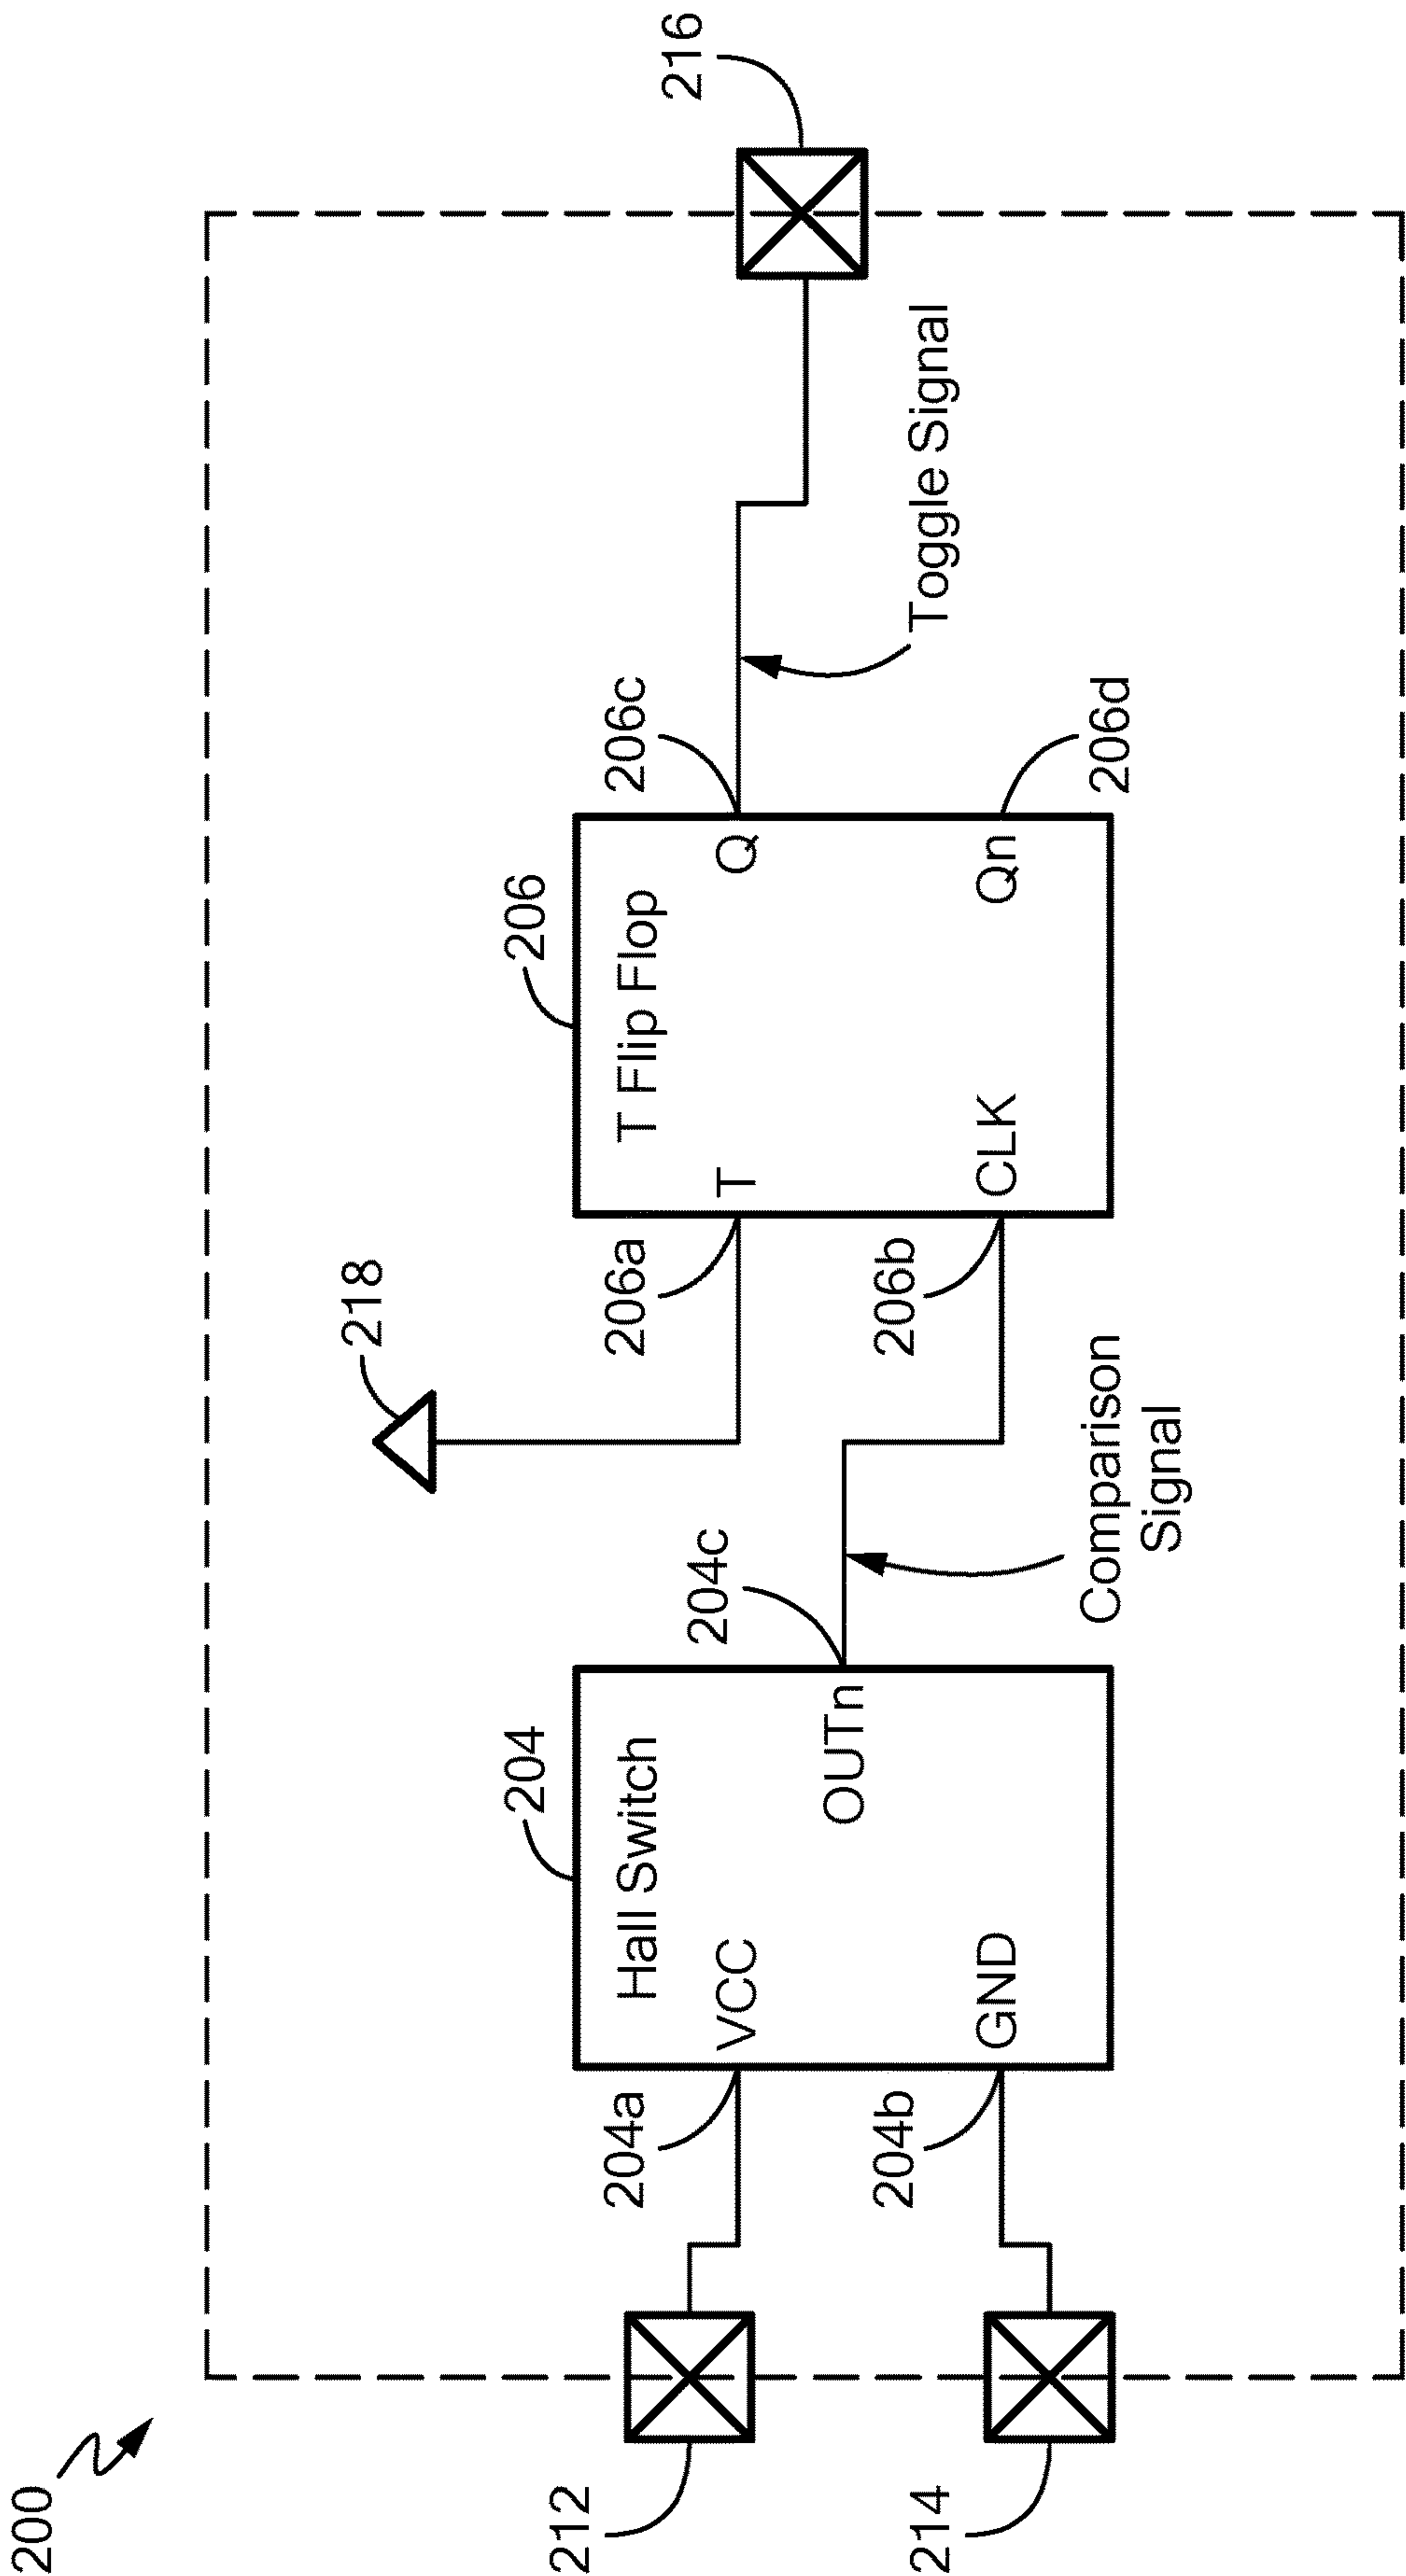 200
218
204
Hall Switch
204a
VCC
204c
OUTn
204b
GND
212
214
Comparison
Signal
206
T Flip Flop
206a
T
206c
Q
206b
CLK
Qn
206d
Toggle Signal
216